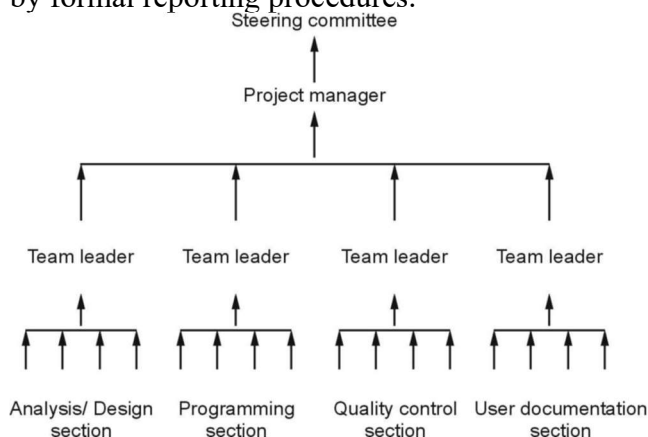 by formal reporting procedures.
Steering committee
Project manager
Team leader Team leader Team leader Team leader
Analysis/ Design section
Programming section
Quality control section
User documentation section